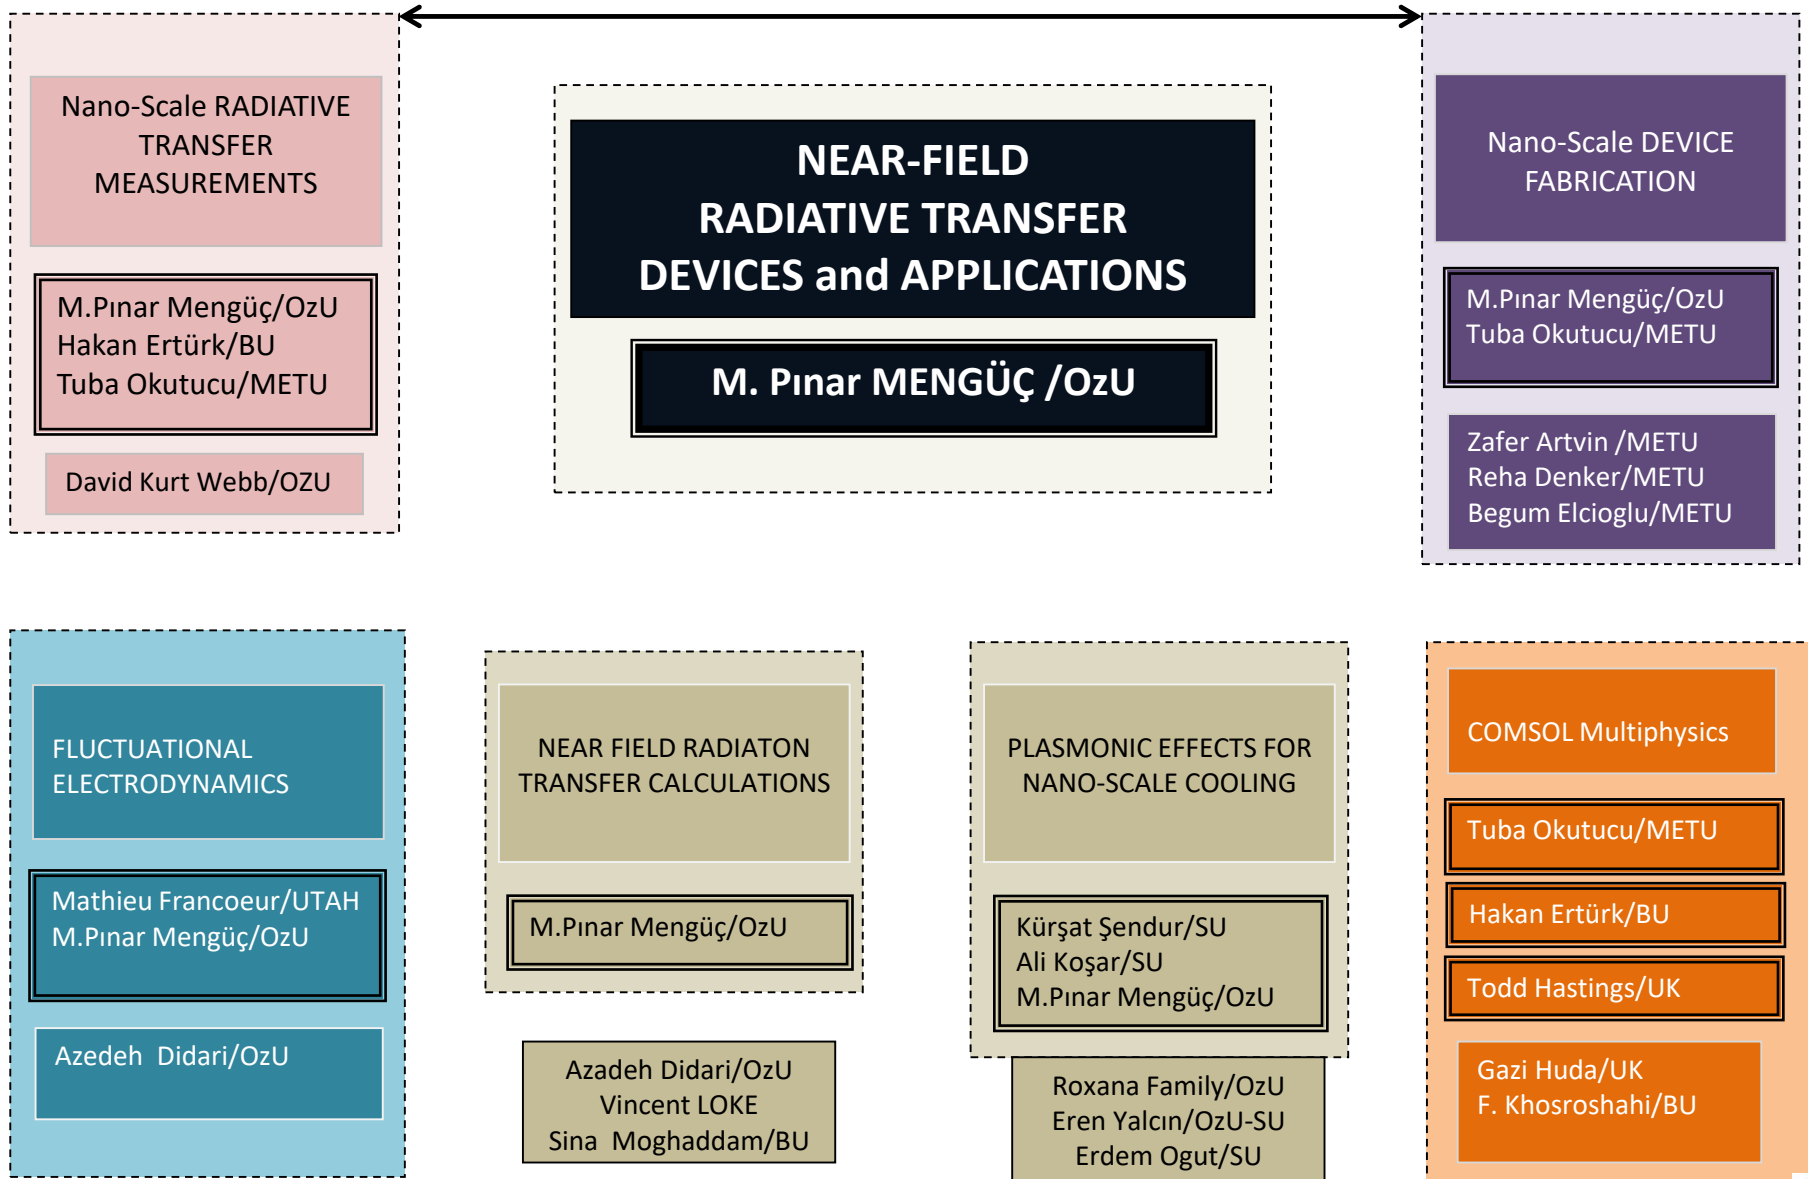 Nano-Scale RADIATIVE
TRANSFER
MEASUREMENTS
M.Pınar Mengüç/OzU
Hakan Ertürk/BU
Tuba Okutucu/METU
David Kurt Webb/OZU
NEAR-FIELD
RADIATIVE TRANSFER
DEVICES and APPLICATIONS
M. Pınar MENGÜÇ /OzU
Nano-Scale DEVICE
FABRICATION
M.Pınar Mengüç/OzU
Tuba Okutucu/METU
Zafer Artvin /METU
Reha Denker/METU
Begum Elcioglu/METU
FLUCTUATIONAL
ELECTRODYNAMICS
Mathieu Francoeur/UTAH
M.Pınar Mengüç/OzU
Azedeh  Didari/OzU
NEAR FIELD RADIATON
TRANSFER CALCULATIONS
M.Pınar Mengüç/OzU
Azadeh Didari/OzU
Vincent LOKE
Sina  Moghaddam/BU
PLASMONIC EFFECTS FOR
NANO-SCALE COOLING
Kürşat Şendur/SU
Ali Koşar/SU
M.Pınar Mengüç/OzU
Roxana Family/OzU
Eren Yalcın/OzU-SU
Erdem Ogut/SU
COMSOL Multiphysics
Tuba Okutucu/METU
Hakan Ertürk/BU
Todd Hastings/UK
Gazi Huda/UK
F. Khosroshahi/BU